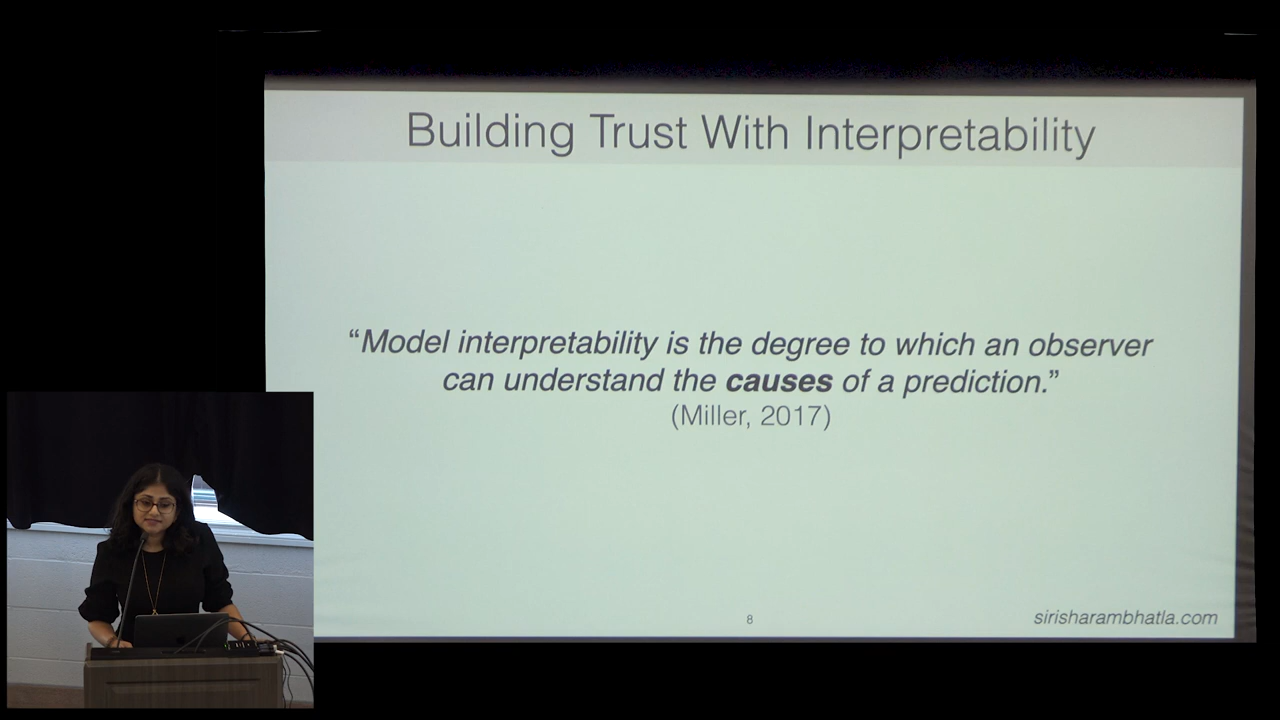 Building Trust With Interpretability
“Model interpretability is the degree to which an observer
can understand the causes of a prediction.”
(Miller, 2017)
8
sirisharambhatla.com